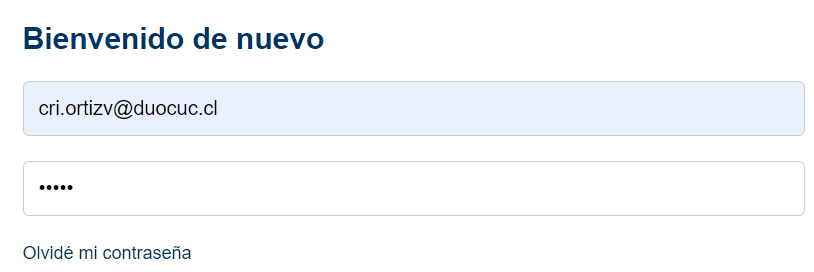 Bienvenido de nuevo
cri.ortizv@duocuc.cl
•••••
Olvidé mi contraseña